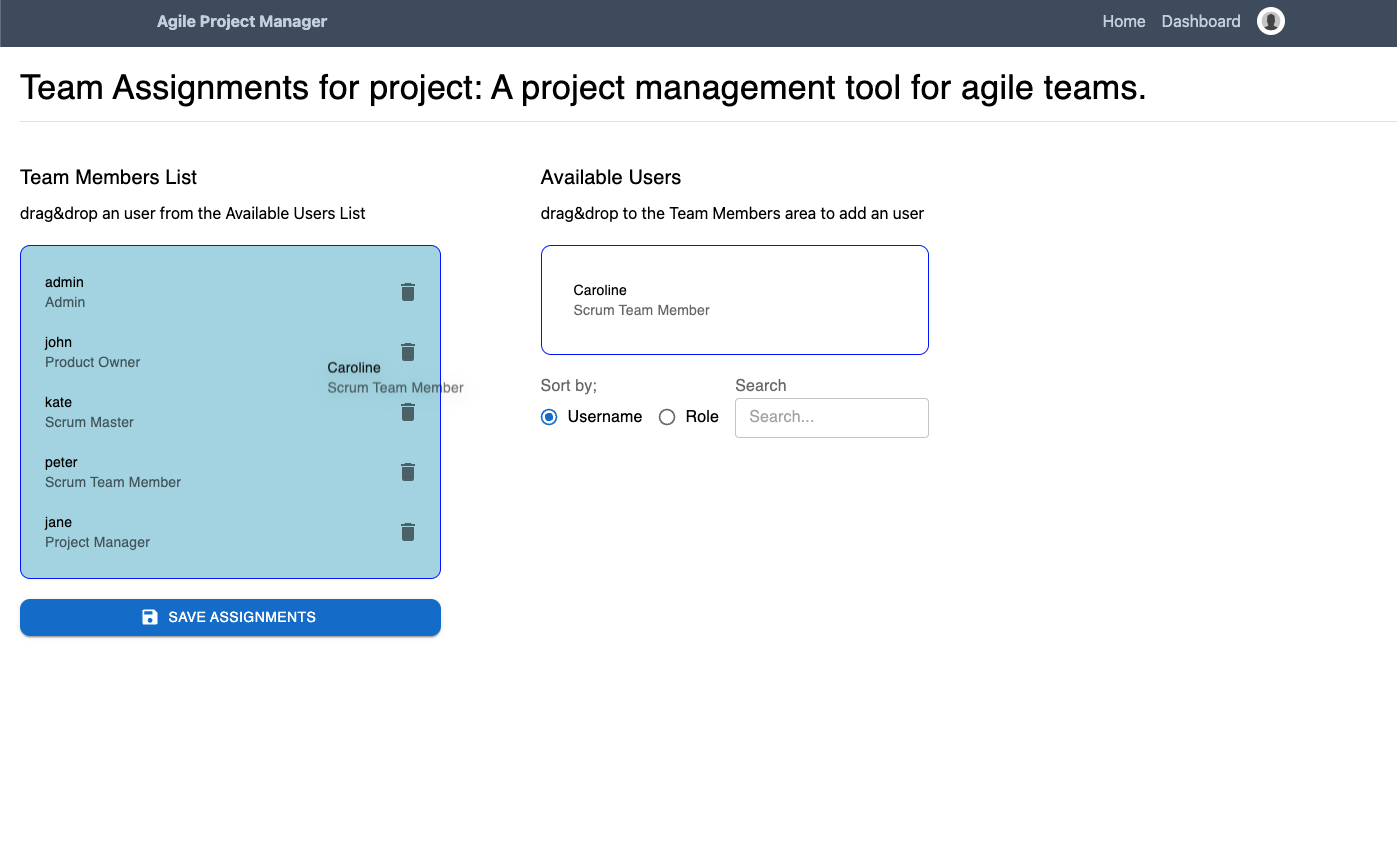 Agile Project Manager
Home Dashboard
Team Assignments for project: A project management tool for agile teams.
Team Members List
drag&drop an user from the Available Users List
admin
Admin
john
Product Owner
Caroline
Scrum Team Member
kate
Scrum Master
peter
Scrum Team Member
jane
Project Manager
SAVE ASSIGNMENTS
Available Users
drag&drop to the Team Members area to add an user
Caroline
Scrum Team Member
Sort by;
Username Role
Search
Search...